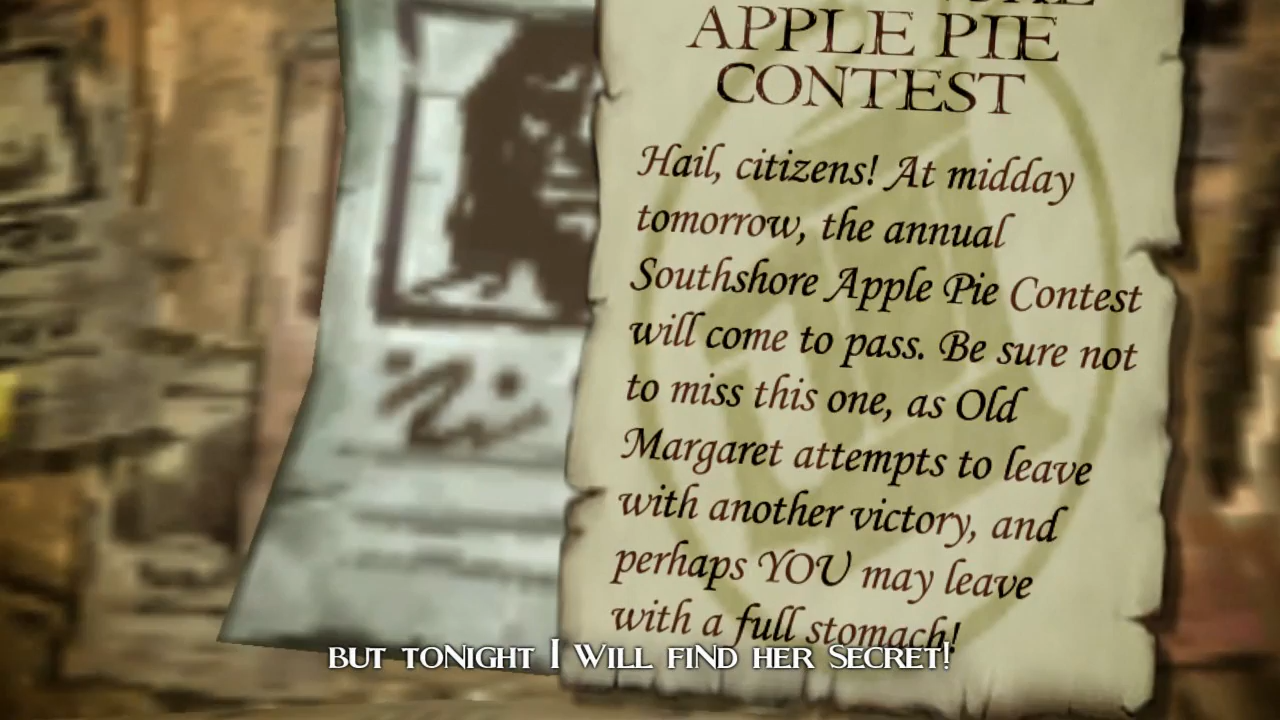 APPLE PIE
CONTEST
Hail, citizens! At midday
tomorrow, the annual
Southshore Apple Pie Contest
will come to pass. Be sure not
to miss this one, as Old
Margaret attempts to leave
with another victory, and
perhaps YOU may leave
with a full stomach!
BUT TONIGHT I WILL FIND HER SECRET!